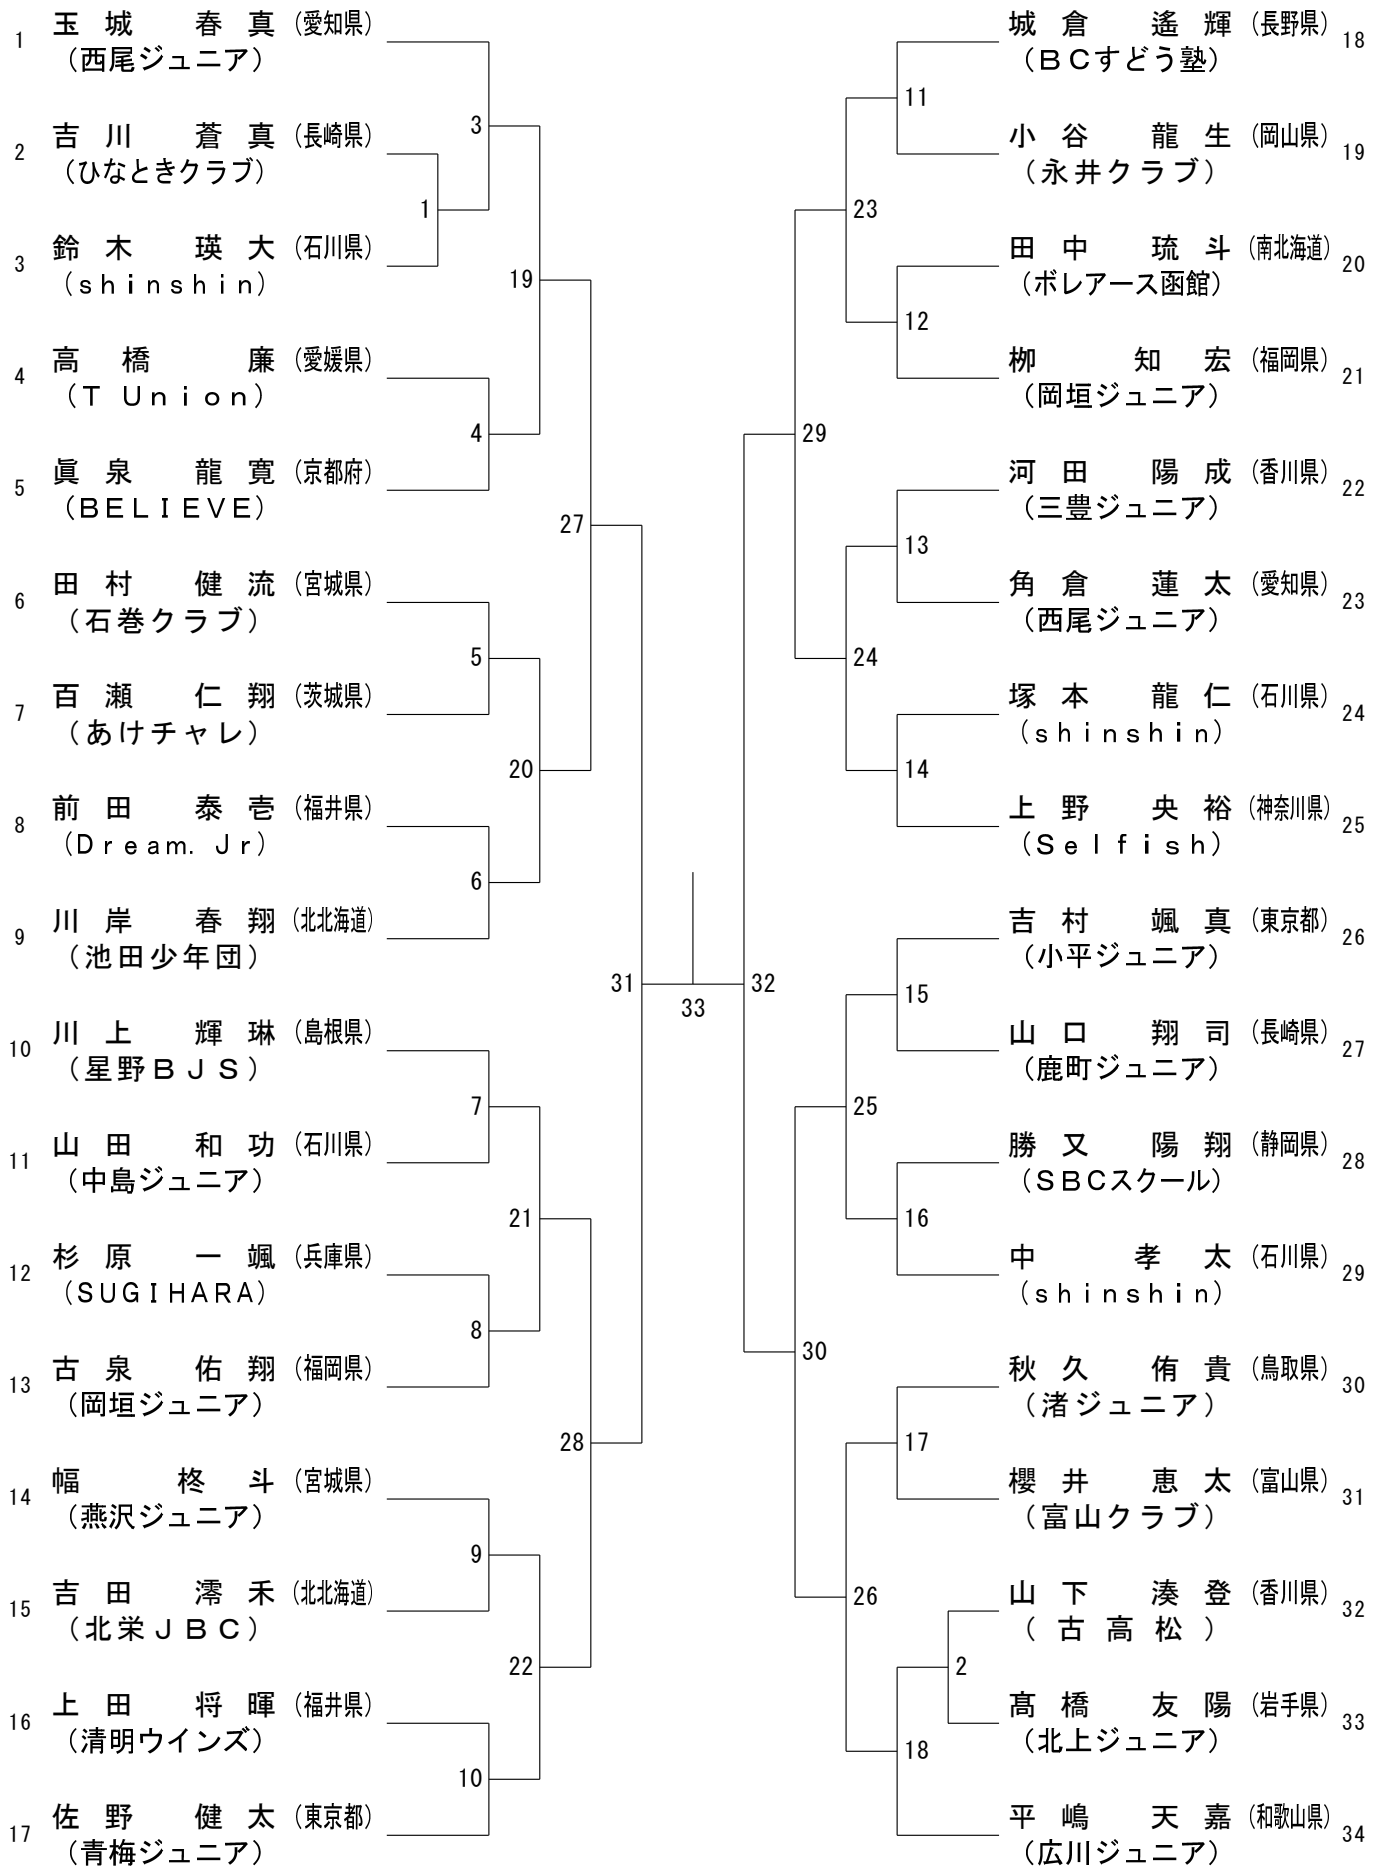 1 玉城 春真 (愛知県)
(西尾ジュニア)
2 吉川 蒼真 (長崎県)
(ひなときクラブ)
3 鈴木 瑛大 (石川県)
(shinshin)
4 高橋 廉 (愛媛県)
(T Union)
5 眞泉 龍寛 (京都府)
(BELIEVE)
6 田村 健流 (宮城県)
(石巻クラブ)
7 百瀬 仁翔 (茨城県)
(あけチャレ)
8 前田 泰壱 (福井県)
(Dream. Jr)
9 川岸 春翔 (北北海道)
(池田少年団)
10 川上 輝琳 (島根県)
(星野BJS)
11 山田 和功 (石川県)
(中島ジュニア)
12 杉原 一颯 (兵庫県)
(SUGIHARA)
13 古泉 佑翔 (福岡県)
(岡垣ジュニア)
14 幅 柊斗 (宮城県)
(燕沢ジュニア)
15 吉田 澪禾 (北北海道)
(北栄JBC)
16 上田 将暉 (福井県)
(清明ウインズ)
17 佐野 健太 (東京都)
(青梅ジュニア)
3
1
19
4
27
5
20
6
31
7
21
8
28
9
22
10
33
11
23
12
29
13
24
14
32
15
25
16
30
17
26
2
18
城倉 遙輝 (長野県) 18
(BCすどう塾)
小谷 龍生 (岡山県) 19
(永井クラブ)
田中 琉斗 (南北海道) 20
(ボレアース函館)
栁 知宏 (福岡県) 21
(岡垣ジュニア)
河田 陽成 (香川県) 22
(三豊ジュニア)
角倉 蓮太 (愛知県) 23
(西尾ジュニア)
塚本 龍仁 (石川県) 24
(shinshin)
上野 央裕 (神奈川県) 25
(Selfish)
吉村 颯真 (東京都) 26
(小平ジュニア)
山口 翔司 (長崎県) 27
(鹿町ジュニア)
勝又 陽翔 (静岡県) 28
(SBCスクール)
中 孝太 (石川県) 29
(shinshin)
秋久 侑貴 (鳥取県) 30
(渚ジュニア)
櫻井 恵太 (富山県) 31
(富山クラブ)
山下 湊登 (香川県) 32
(古高松)
髙橋 友陽 (岩手県) 33
(北上ジュニア)
平嶋 天嘉 (和歌山県) 34
(広川ジュニア)